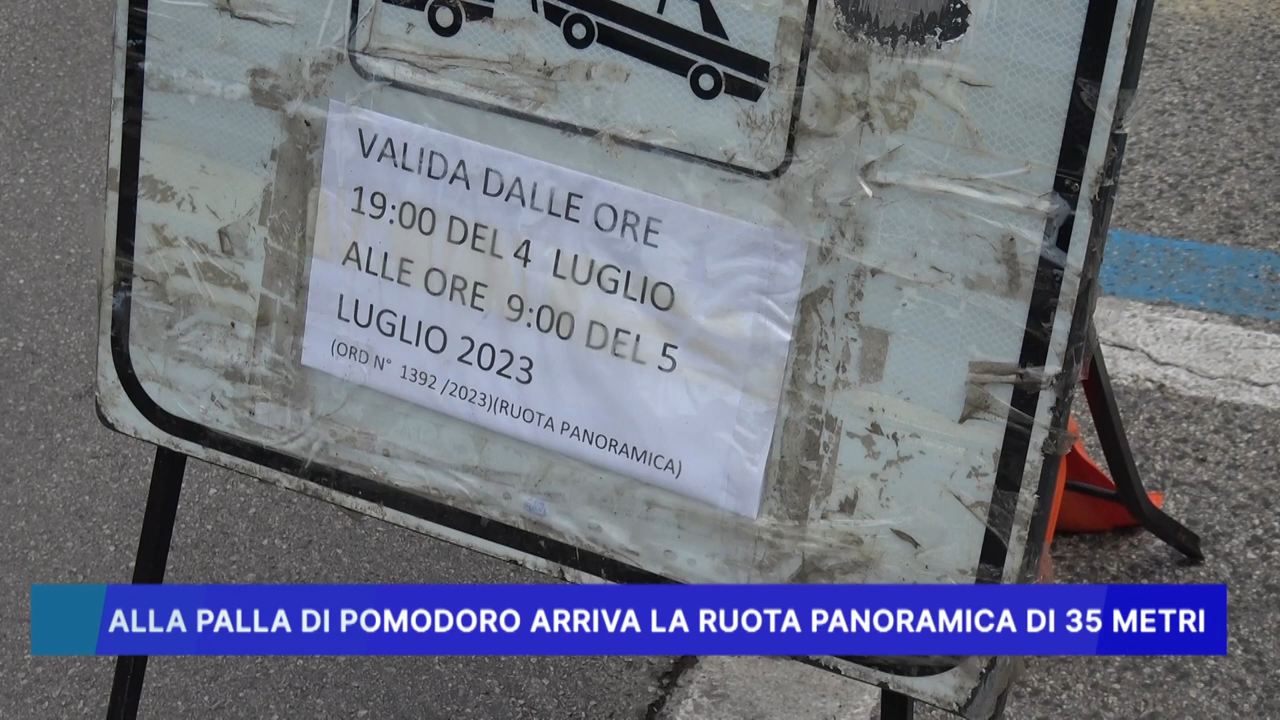 VALIDA DALLE ORE
19:00 DEL 4 LUGLIO
ALLE ORE 9:00 DEL 5
LUGLIO 2023
(ORD N° 1392 /2023)(RUOTA PANORAMICA)
ALLA PALLA DI POMODORO ARRIVA LA RUOTA PANORAMICA DI 35 METRI